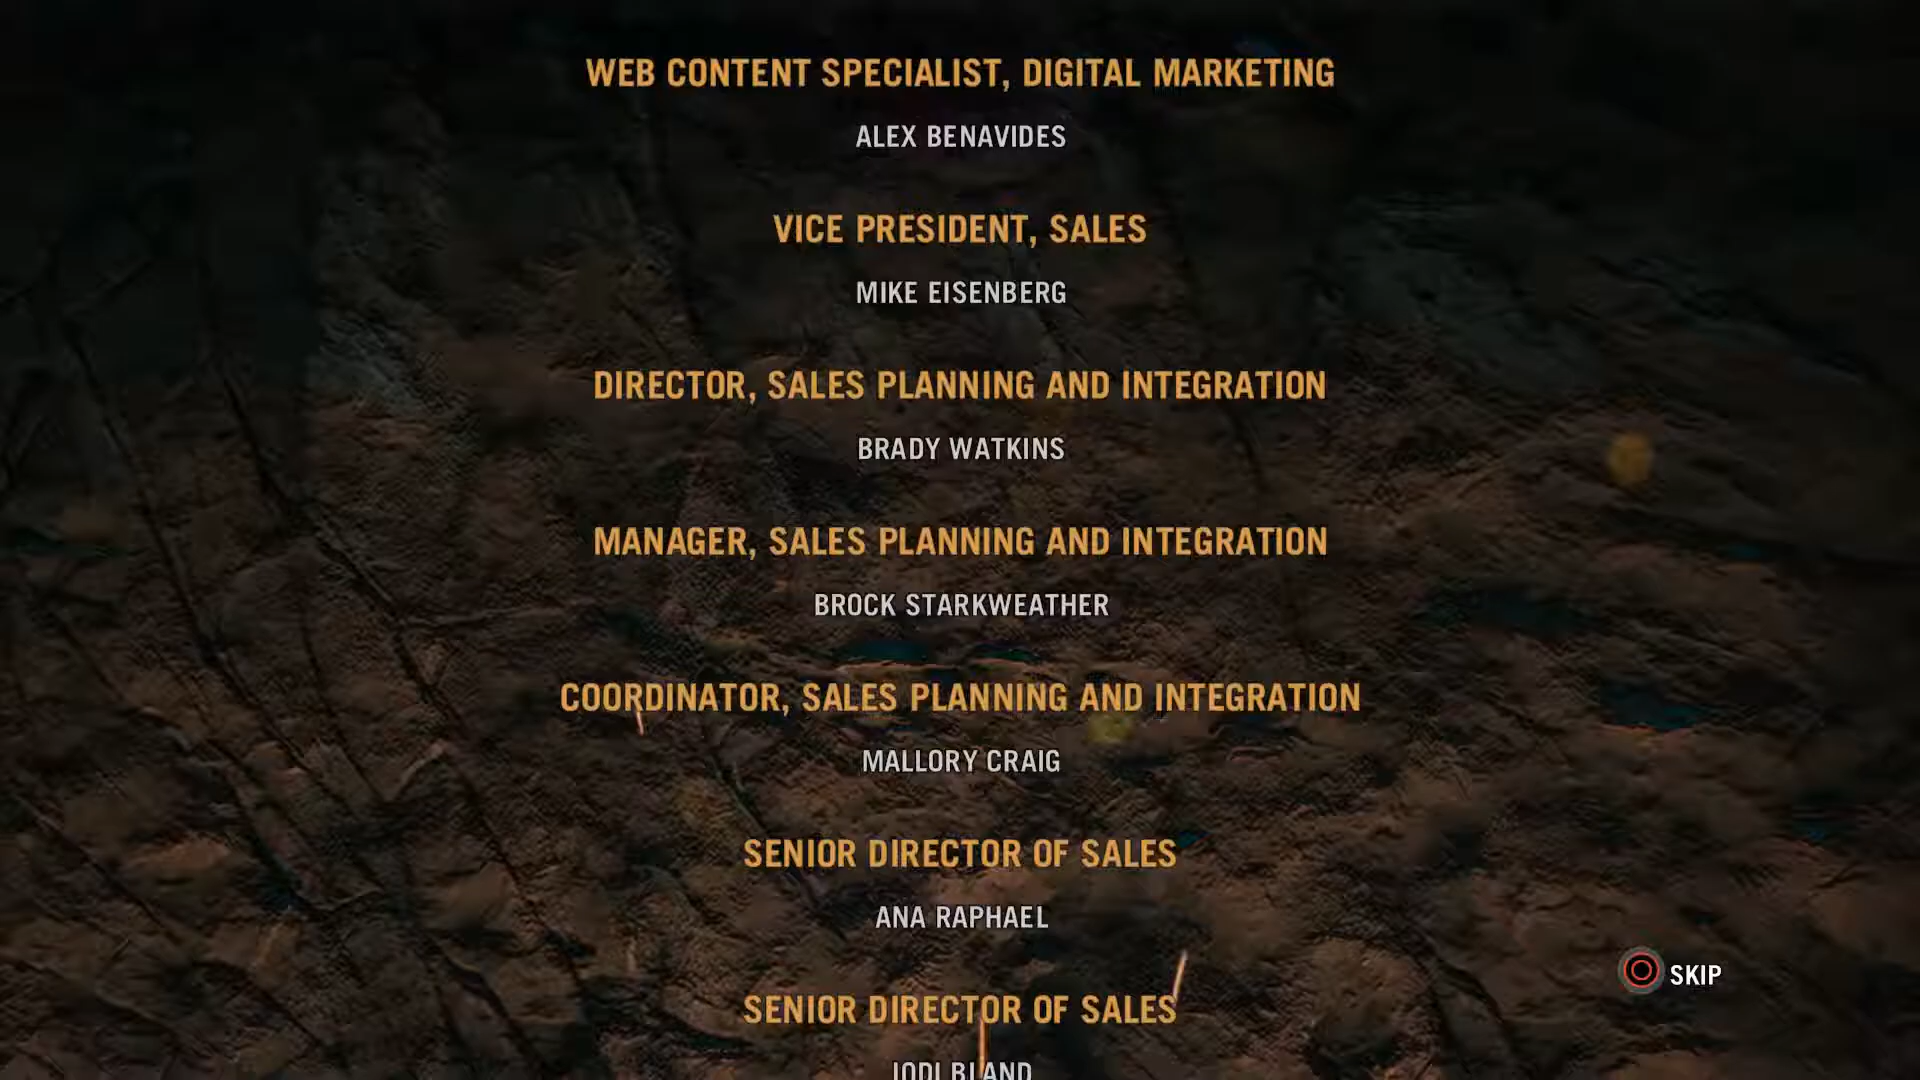 WEB CONTENT SPECIALIST, DIGITAL MARKETING
ALEX BENAVIDES
VICE PRESIDENT, SALES
MIKE EISENBERG
DIRECTOR, SALES PLANNING AND INTEGRATION
BRADY WATKINS
MANAGER, SALES PLANNING AND INTEGRATION
BROCK STARKWEATHER
COORDINATOR, SALES PLANNING AND INTEGRATION
MALLORY CRAIG
SENIOR DIRECTOR OF SALES
ANA RAPHAEL
SKIP
SENIOR DIRECTOR OF SALES
JODI BLAND